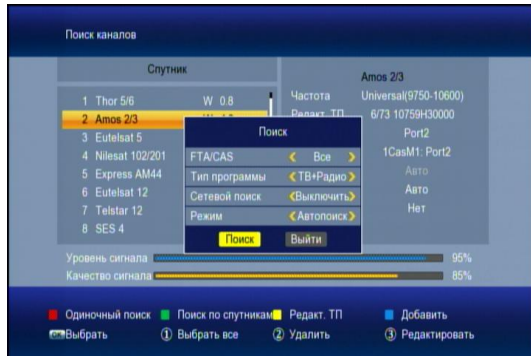 Поиск каналов
Спутник
Amos 2/3
1 Thor 5/6 W 0.8
2 Amos 2/3
3 Eutelsat 5
4 Nilesat 102/201
5 Express AM44
6 Eutelsat 12
7 Telstar 12
8 SES 4
Частота Universal(9750-10600)
Редакт. ТП 6/73 10759H30000
Port2
1CasM1: Port2
Авто
Авто
Нет
Поиск
FTA/CAS Все
Тип программы ТВ+Радио
Сетевой поиск Выключить
Режим Автопоиск
Поиск Выйти
Уровень сигнала 95%
Качество сигнала 85%
Одиночный поиск Поиск по спутникам Редакт. ТП Добавить
OK Выбрать 1 Выбрать все 2 Удалить 3 Редактировать